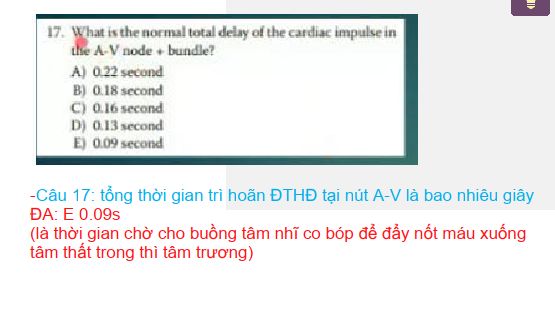 17. What is the normal total delay of the cardiac impulse in
the A-V node + bundle?
A) 0.22 second
B) 0.18 second
C) 0.16 second
D) 0.13 second
E) 0.09 second
-Câu 17: tổng thời gian trì hoãn ĐTHĐ tại nút A-V là bao nhiêu giây
ĐA: E 0.09s
(là thời gian chờ cho buồng tâm nhĩ co bóp để đẩy nốt máu xuống
tâm thất trong thì tâm trương)